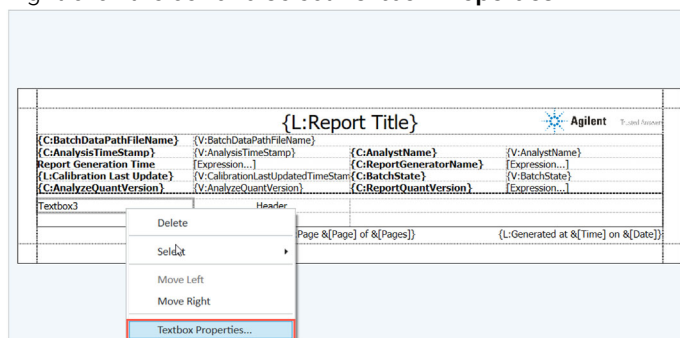 {L:Report Title}
Agilent
{C:BatchDataPathFileName} {V:BatchDataPathFileName}
{C:AnalysisTimeStamp} {V:AnalysisTimeStamp} {C:AnalystName} {V:AnalystName}
Report Generation Time [Expression...] {C:ReportGeneratorName} [Expression...]
{L:Calibration Last Update} {V:CalibrationLastUpdatedTimeStam {C:BatchState} {V:BatchState}
{C:AnalyzeQuantVersion} {V:AnalyzeQuantVersion} {C:ReportQuantVersion} [Expression...]
Textbox3 Header
Page &[Page] of &[Pages]} {L:Generated at &[Time] on &[Date]}
Delete
Select
Move Left
Move Right
Textbox Properties...